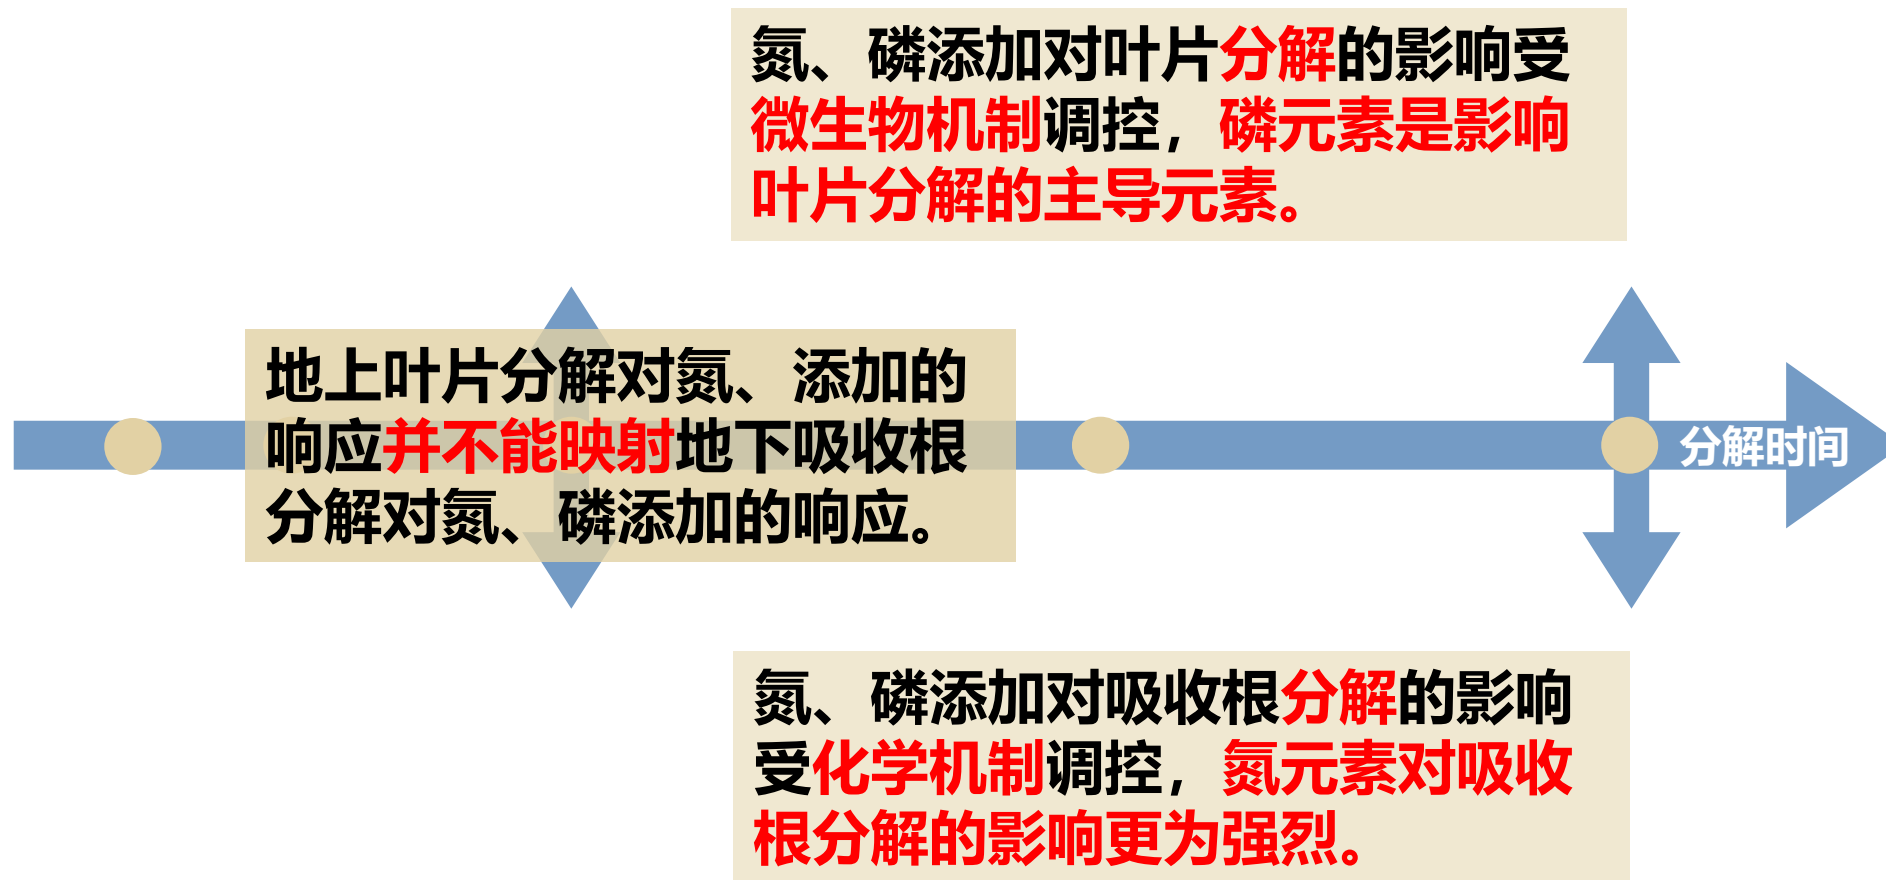 氮、磷添加对叶片分解的影响受
微生物机制调控，磷元素是影响
叶片分解的主导元素。
地上叶片分解对氮、添加的
响应并不能映射地下吸收根
分解对氮、磷添加的响应。
分解时间
氮、磷添加对吸收根分解的影响
受化学机制调控，氮元素对吸收
根分解的影响更为强烈。